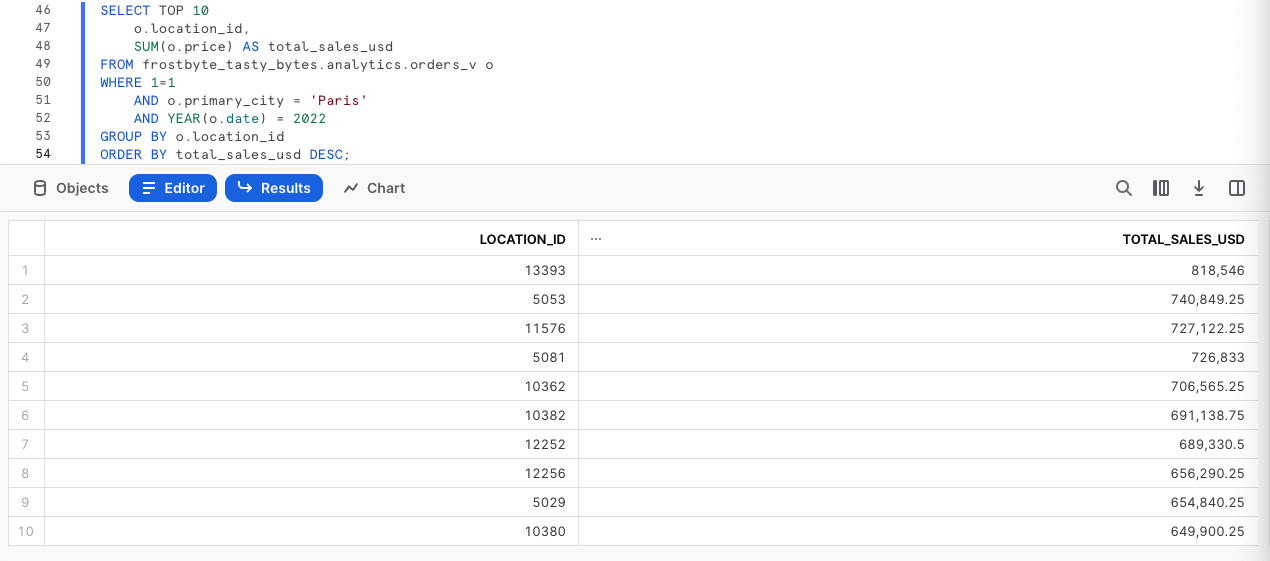 46 SELECT TOP 10
47     o.location_id,
48     SUM(o.price) AS total_sales_usd
49 FROM frostbyte_tasty_bytes.analytics.orders_v o
50 WHERE 1=1
51     AND o.primary_city = 'Paris'
52     AND YEAR(o.date) = 2022
53 GROUP BY o.location_id
54 ORDER BY total_sales_usd DESC;
Objects Editor Results Chart
LOCATION_ID ... TOTAL_SALES_USD
1 13393 818,546
2 5053 740,849.25
3 11576 727,122.25
4 5081 726,833
5 10362 706,565.25
6 10382 691,138.75
7 12252 689,330.5
8 12256 656,290.25
9 5029 654,840.25
10 10380 649,900.25